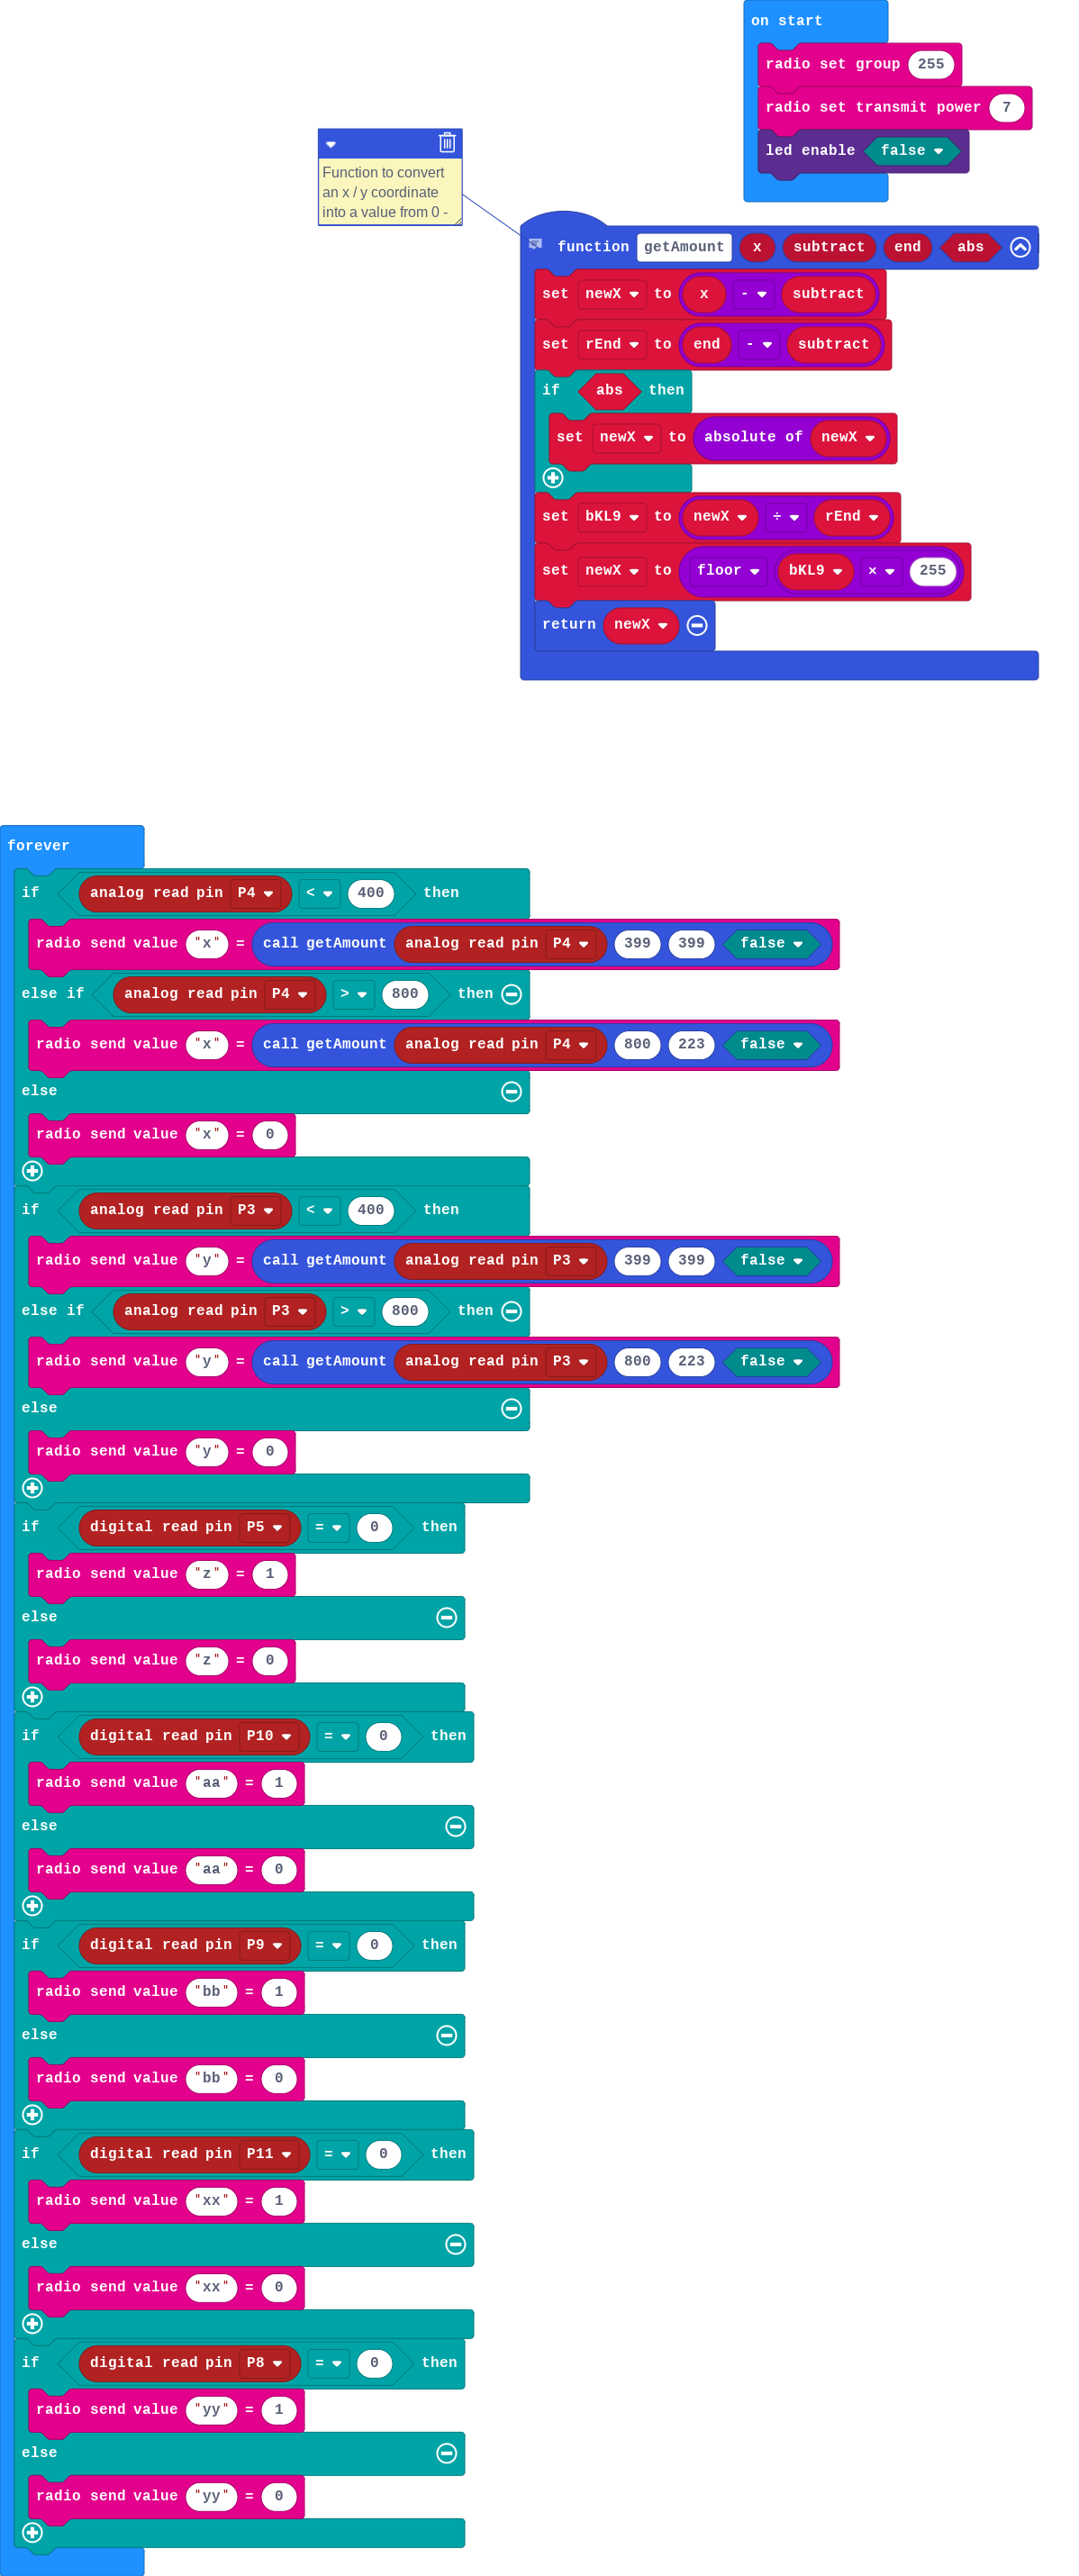 on start
radio set group 255
radio set transmit power 7
led enable false
Function to convert
an x / y coordinate
into a value from 0 -
function getAmount x subtract end abs
set newX to x - subtract
set rEnd to end - subtract
if abs then
set newX to absolute of newX
set bKL9 to newX ÷ rEnd
set newX to floor bKL9 × 255
return newX
forever
if analog read pin P4 < 400 then
radio send value "x" = call getAmount analog read pin P4 399 399 false
else if analog read pin P4 > 800 then
radio send value "x" = call getAmount analog read pin P4 800 223 false
else
radio send value "x" = 0
if analog read pin P3 < 400 then
radio send value "y" = call getAmount analog read pin P3 399 399 false
else if analog read pin P3 > 800 then
radio send value "y" = call getAmount analog read pin P3 800 223 false
else
radio send value "y" = 0
if digital read pin P5 = 0 then
radio send value "z" = 1
else
radio send value "z" = 0
if digital read pin P10 = 0 then
radio send value "aa" = 1
else
radio send value "aa" = 0
if digital read pin P9 = 0 then
radio send value "bb" = 1
else
radio send value "bb" = 0
if digital read pin P11 = 0 then
radio send value "xx" = 1
else
radio send value "xx" = 0
if digital read pin P8 = 0 then
radio send value "yy" = 1
else
radio send value "yy" = 0